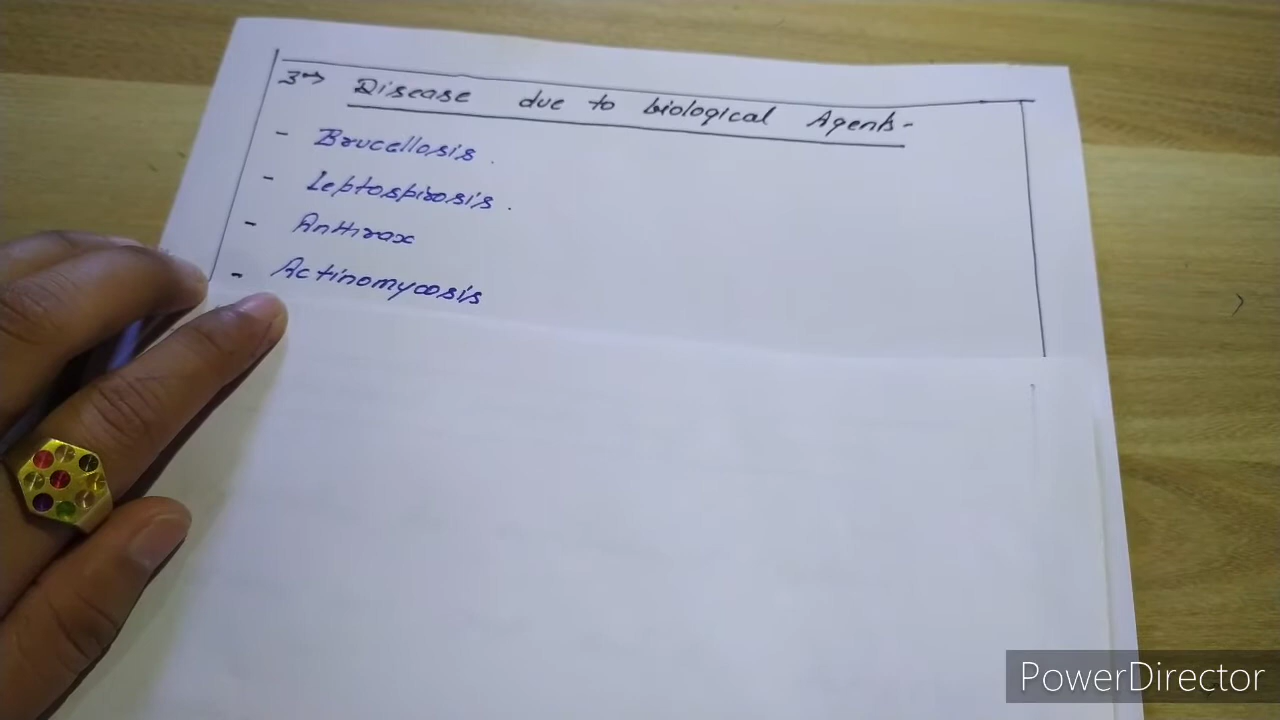 3→ Disease due to biological Agents-
- Brucellosis.
- Leptospirosis.
- Anthrax
- Actinomycosis
PowerDirector